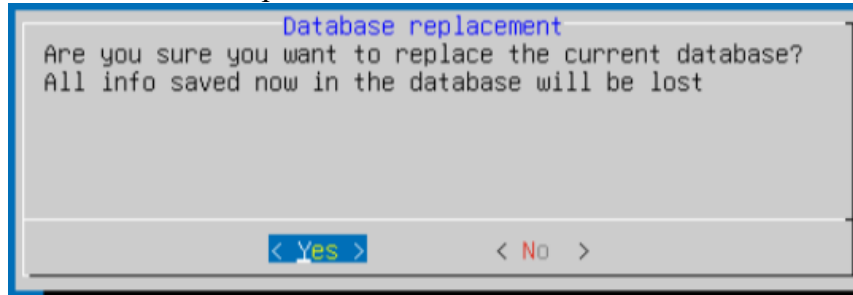 Database replacement
Are you sure you want to replace the current database?
All info saved now in the database will be lost
< Yes > < No >